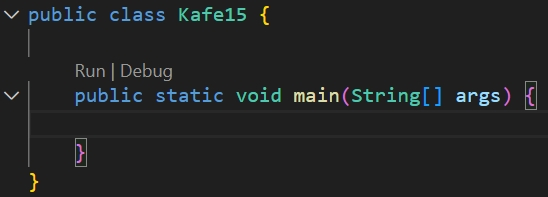 public class Kafe15 {
Run | Debug
public static void main(String[] args) {
}
}